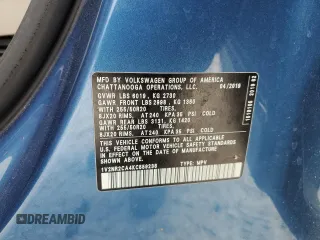 MFD BY VOLKSWAGEN GROUP OF AMERICA
CHATTANOOGA OPERATIONS, LLC. 04/2019
GVWR LBS 6019 , KG 2730
GAWR FRONT LBS 2998 , KG 1360
WITH 255/50R20 TIRES,
8JX20 RIMS, AT 240 KPA 35 PSI COLD
GAWR REAR LBS 3131, KG 1420
WITH 255/50R20 TIRES,
8JX20 RIMS, AT 240 KPA 35 PSI COLD
THIS VEHICLE CONFORMS TO ALL APPLICABLE
FEDERAL MOTOR VEHICLE SAFETY
STANDARDS IN EFFECT ON THE DATE OF
MANUFACTURE SHOWN ABOVE.
TYPE: MPV